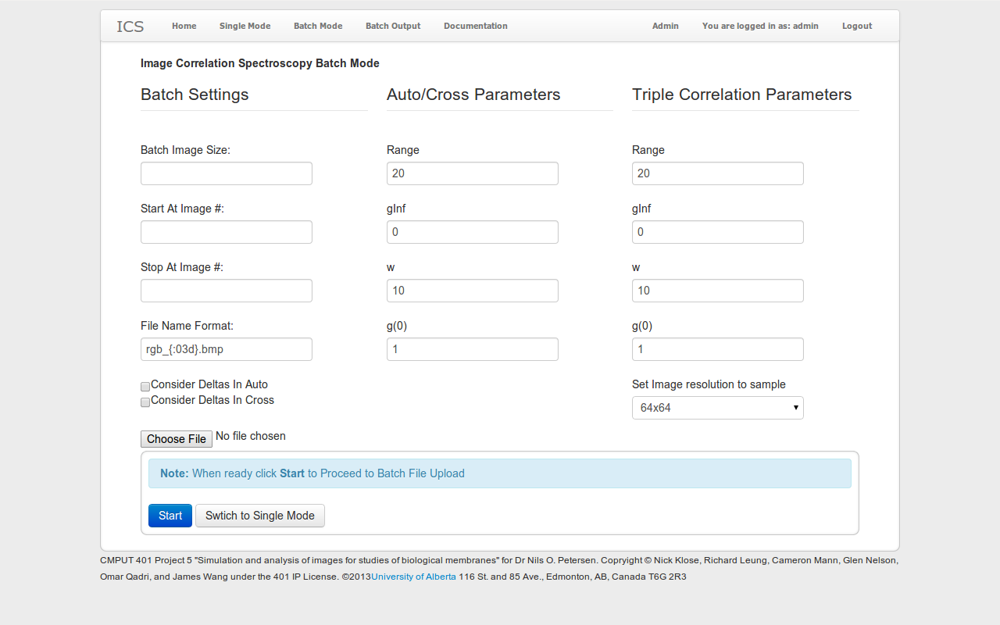 ICS Home Single Mode Batch Mode Batch Output Documentation Admin You are logged in as: admin Logout
Image Correlation Spectroscopy Batch Mode
Batch Settings
Batch Image Size:
Start At Image #:
Stop At Image #:
File Name Format:
rgb_{:03d}.bmp
Consider Deltas In Auto
Consider Deltas In Cross
Choose File No file chosen
Auto/Cross Parameters
Range
20
gInf
0
w
10
g(0)
1
Triple Correlation Parameters
Range
20
gInf
0
w
10
g(0)
1
Set Image resolution to sample
64x64
Note: When ready click Start to Proceed to Batch File Upload
Start Swtich to Single Mode
CMPUT 401 Project 5 "Simulation and analysis of images for studies of biological membranes" for Dr Nils O. Petersen. Copryight © Nick Klose, Richard Leung, Cameron Mann, Glen Nelson,
Omar Qadri, and James Wang under the 401 IP License. ©2013University of Alberta 116 St. and 85 Ave., Edmonton, AB, Canada T6G 2R3